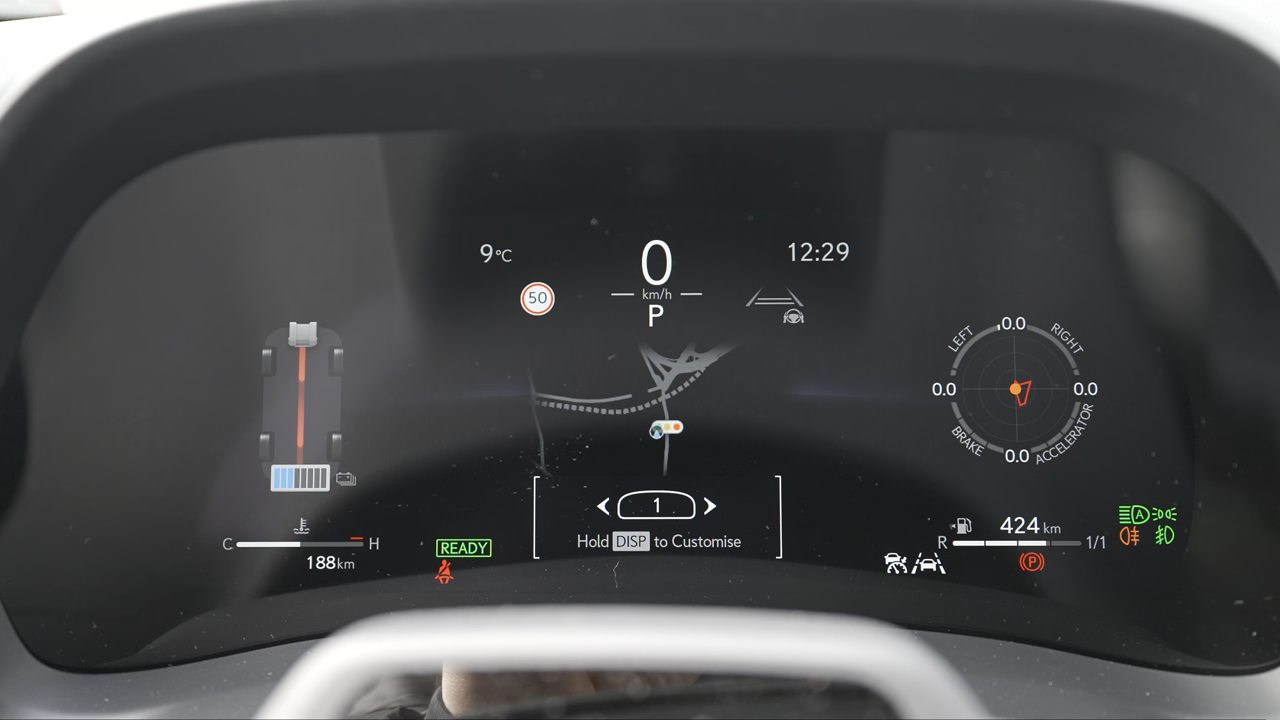 9°C
0
12:29
50
km/h
P
LEFT
0.0
RIGHT
0.0
0.0
BRAKE
0.0
ACCELERATOR
1
Hold DISP to Customise
C
H
188km
READY
424 km
R
1/1
A
P